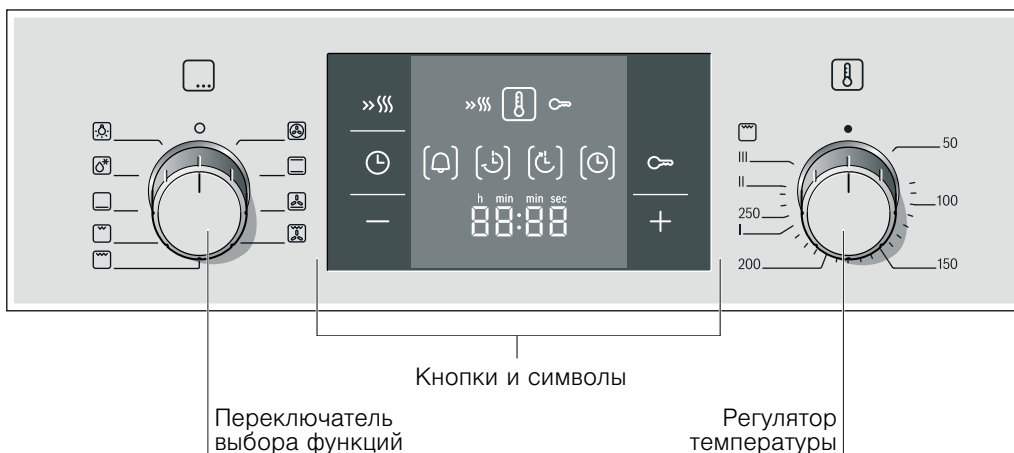 h min min sec
88:88
III
II
250
I
200
50
100
150
Кнопки и символы
Переключатель
выбора функций
Регулятор
температуры